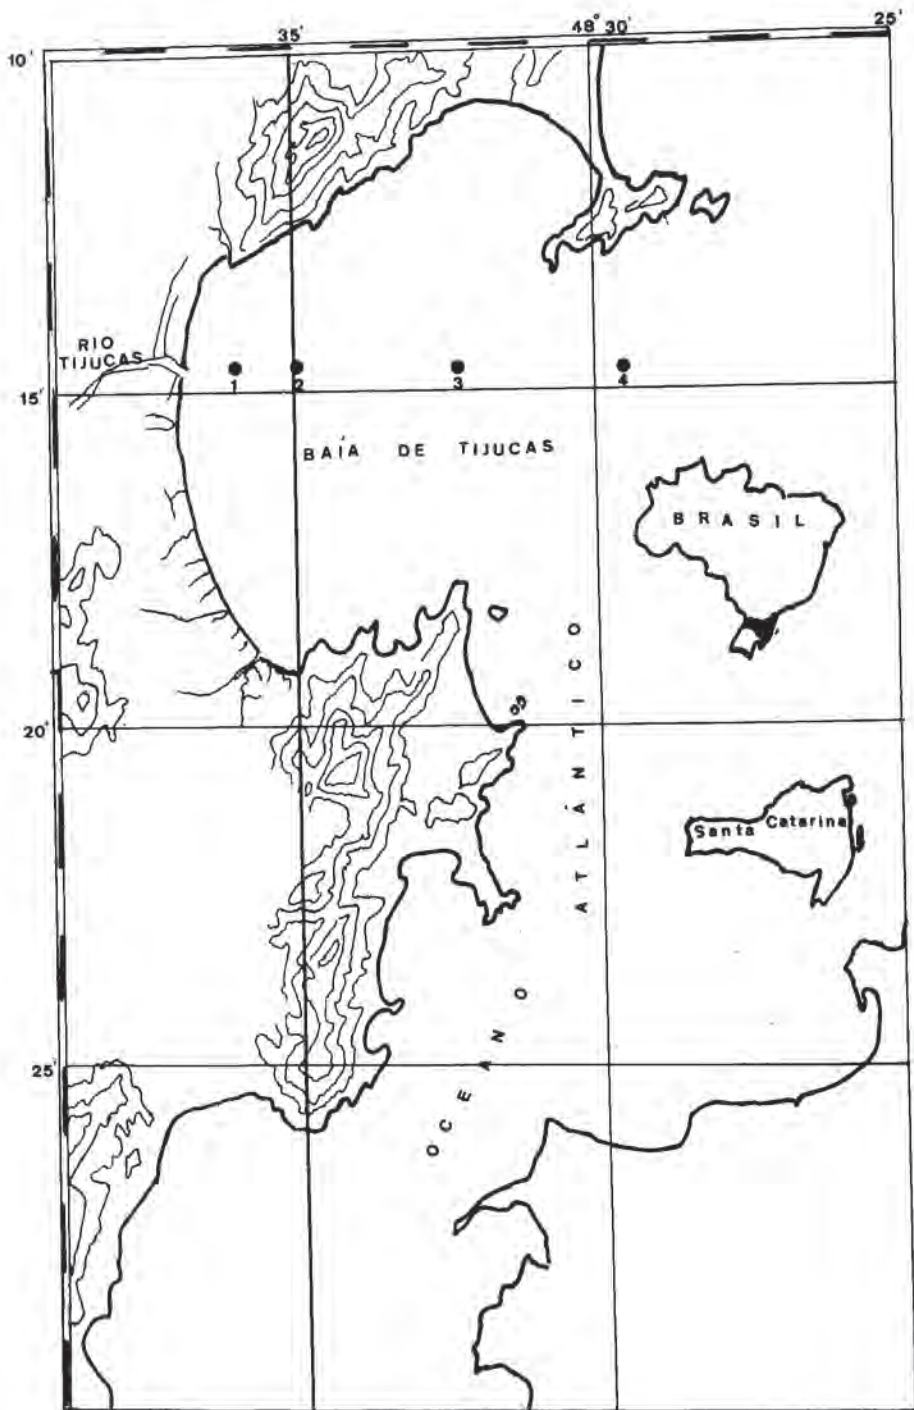 35'
48° 30'
25'
10'
RIO
TIJUCAS
1
2
3
4
15'
BAÍA DE TIJUCAS
BRASIL
20'
Santa Catarina
OCEANO ATLÂNTICO
25'